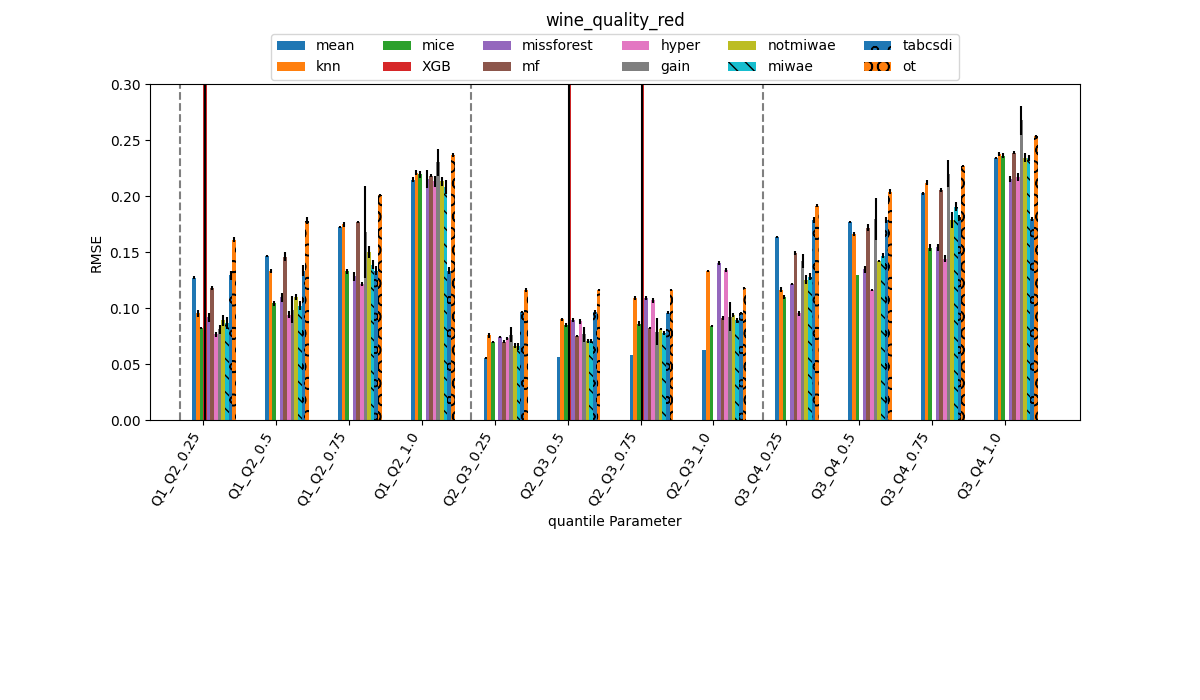 wine_quality_red
mean mice missforest hyper notmiwae tabcsdi
knn XGB mf gain miwae ot
0.30
0.25
0.20
0.15
0.10
0.05
0.00
RMSE
Q1_Q2_0.25
Q1_Q2_0.5
Q1_Q2_0.75
Q1_Q2_1.0
Q2_Q3_0.25
Q2_Q3_0.5
Q2_Q3_0.75
Q2_Q3_1.0
Q3_Q4_0.25
Q3_Q4_0.5
Q3_Q4_0.75
Q3_Q4_1.0
quantile Parameter